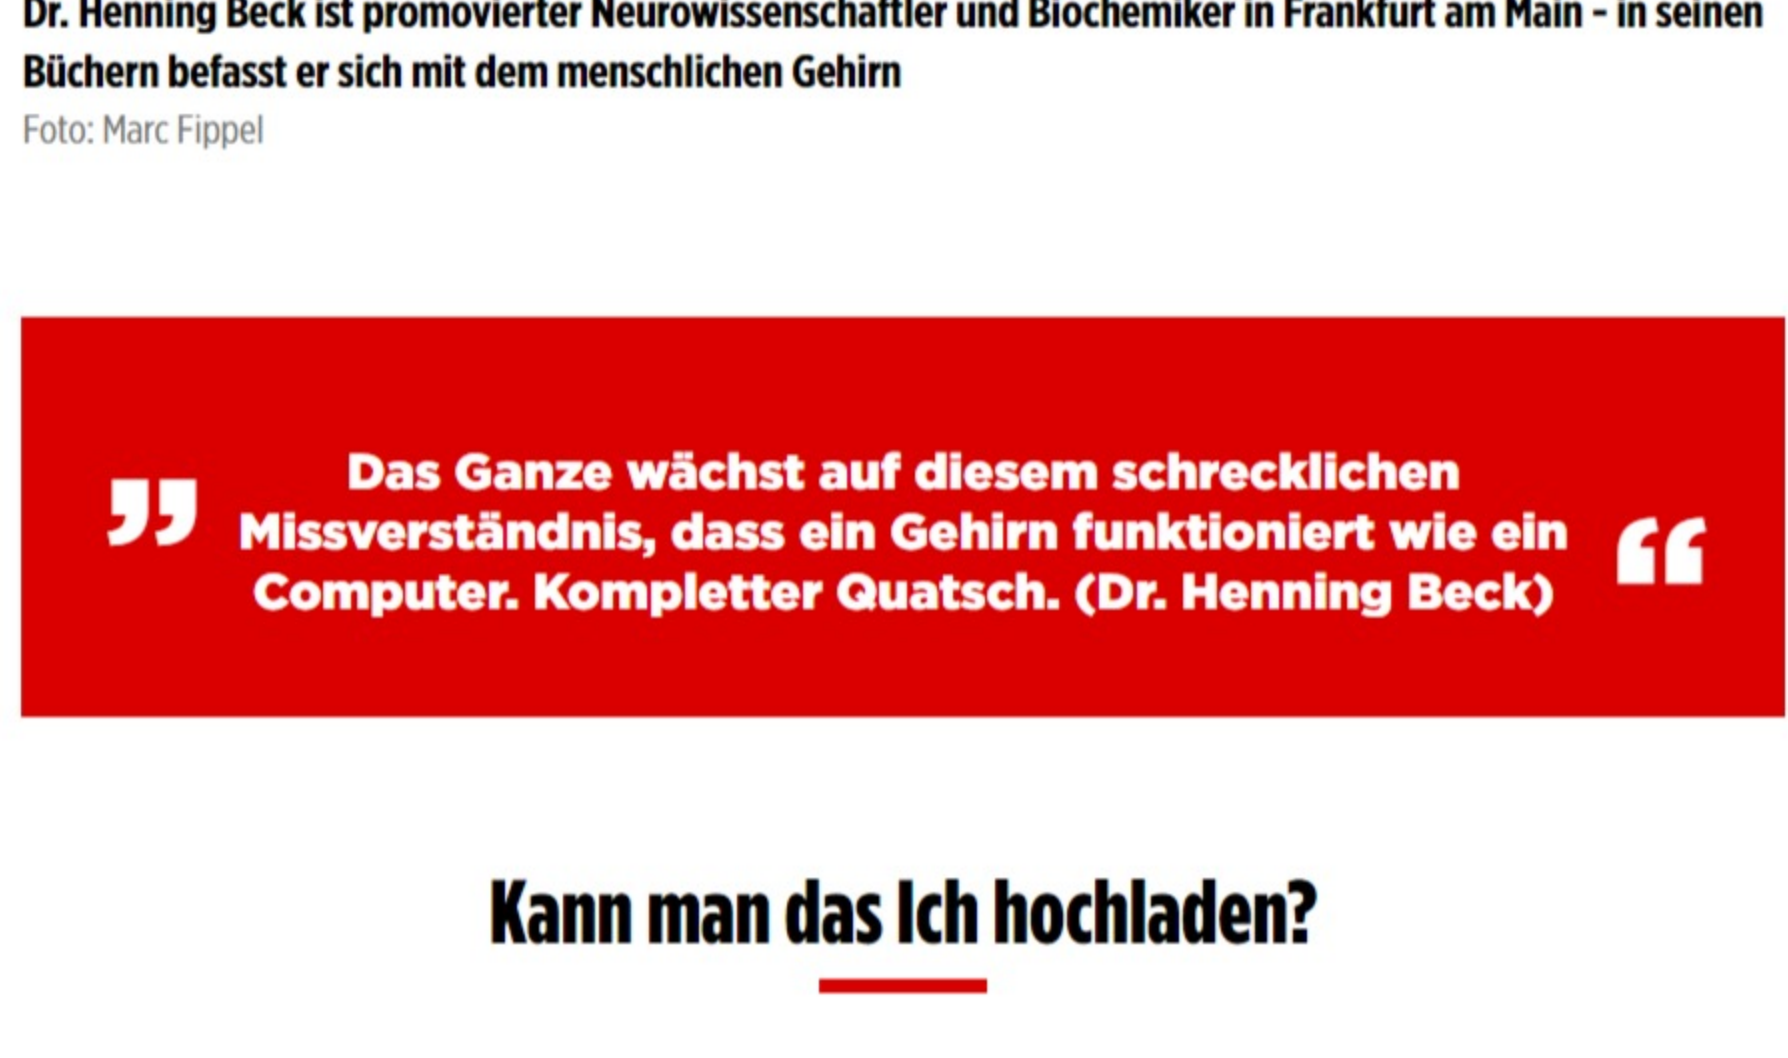 Dr. Henning Beck ist promovierter Neurowissenschaftler und Biochemiker in Frankfurt am Main – in seinen
Büchern befasst er sich mit dem menschlichen Gehirn
Foto: Marc Fippel
” Das Ganze wächst auf diesem schrecklichen
Missverständnis, dass ein Gehirn funktioniert wie ein
Computer. Kompletter Quatsch. (Dr. Henning Beck) “
Kann man das Ich hochladen?